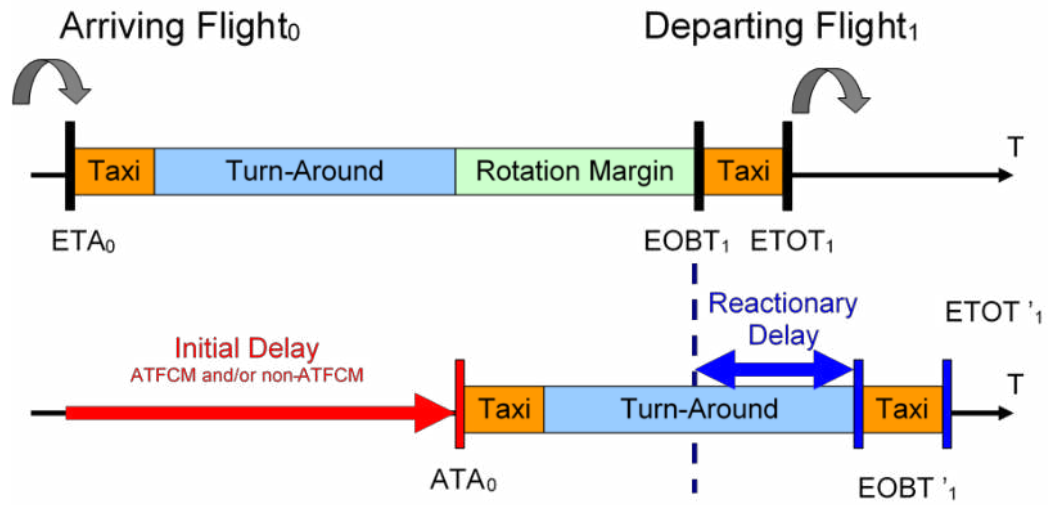 Arriving Flight₀
Departing Flight₁
Taxi
Turn-Around
Rotation Margin
Taxi
T
ETA₀
EOBT₁
ETOT₁
Reactionary
Delay
ETOT '₁
Initial Delay
ATFCM and/or non-ATFCM
Taxi
Turn-Around
Taxi
T
ATA₀
EOBT '₁